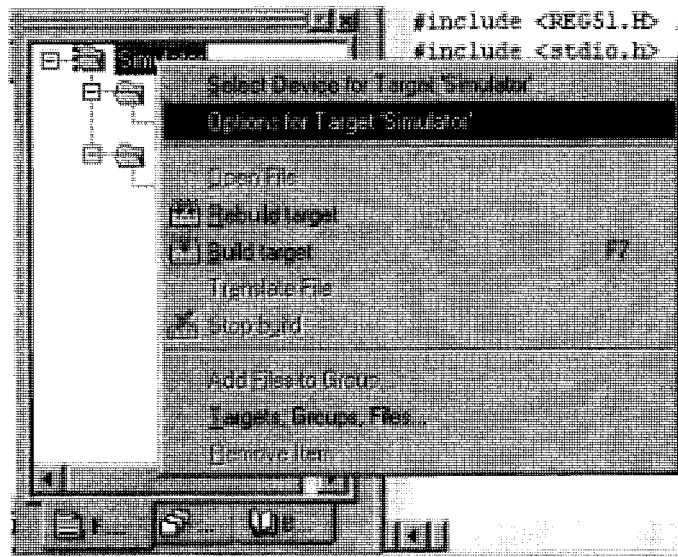 #include <REG51.H>
#include <stdio.h>
Simulator
Select Device for Target 'Simulator'
Options for Target 'Simulator'
Open File
Rebuild target
Build target F7
Translate File
Stop build
Add Files to Group...
Targets, Groups, Files...
Remove Item
F...
B...